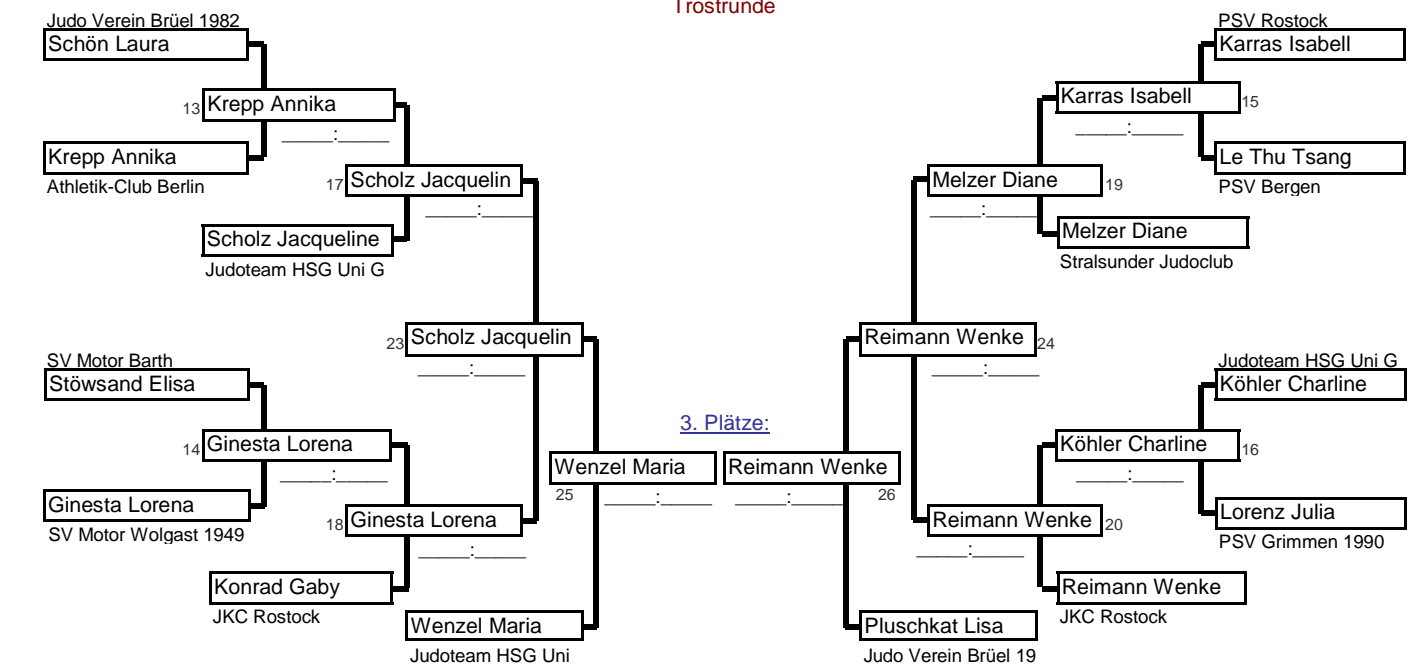 Trostrunde
Judo Verein Brüel 1982
Schön Laura
13
Krepp Annika
_____:_____
Krepp Annika
Athletik-Club Berlin
17
Scholz Jacquelin
_____:_____
Scholz Jacqueline
Judoteam HSG Uni G
23
Scholz Jacquelin
_____:_____
SV Motor Barth
Stöwsand Elisa
14
Ginesta Lorena
_____:_____
Ginesta Lorena
SV Motor Wolgast 1949
18
Ginesta Lorena
_____:_____
Konrad Gaby
JKC Rostock
Wenzel Maria
Judoteam HSG Uni
3. Plätze:
Wenzel Maria
25
_____:_____
Reimann Wenke
_____:_____
26
PSV Rostock
Karras Isabell
Karras Isabell
15
_____:_____
Le Thu Tsang
PSV Bergen
Melzer Diane
19
_____:_____
Melzer Diane
Stralsunder Judoclub
Reimann Wenke
24
_____:_____
Judoteam HSG Uni G
Köhler Charline
Köhler Charline
16
_____:_____
Lorenz Julia
PSV Grimmen 1990
Reimann Wenke
20
_____:_____
Reimann Wenke
JKC Rostock
Pluschkat Lisa
Judo Verein Brüel 19